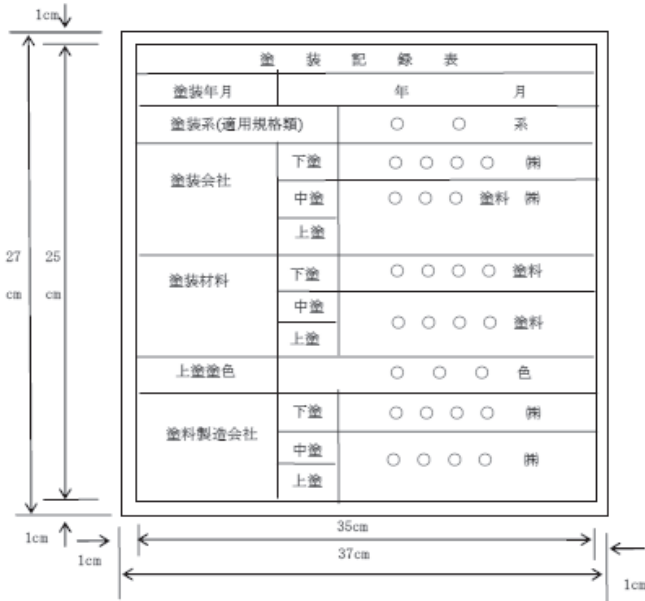 1cm
塗 装 記 録 表
塗装年月 年 月
塗装系(適用規格類) ○ ○ 系
塗装会社 下塗 ○ ○ ○ ○ ㈱
中塗 ○ ○ ○ 塗料 ㈱
上塗
27 cm
25 cm
塗装材料 下塗 ○ ○ ○ ○ 塗料
中塗
上塗 ○ ○ ○ ○ 塗料
上塗塗色 ○ ○ ○ 色
塗料製造会社 下塗 ○ ○ ○ ○ ㈱
中塗
上塗 ○ ○ ○ ○ ㈱
1cm
1cm
35cm
37cm
1cm